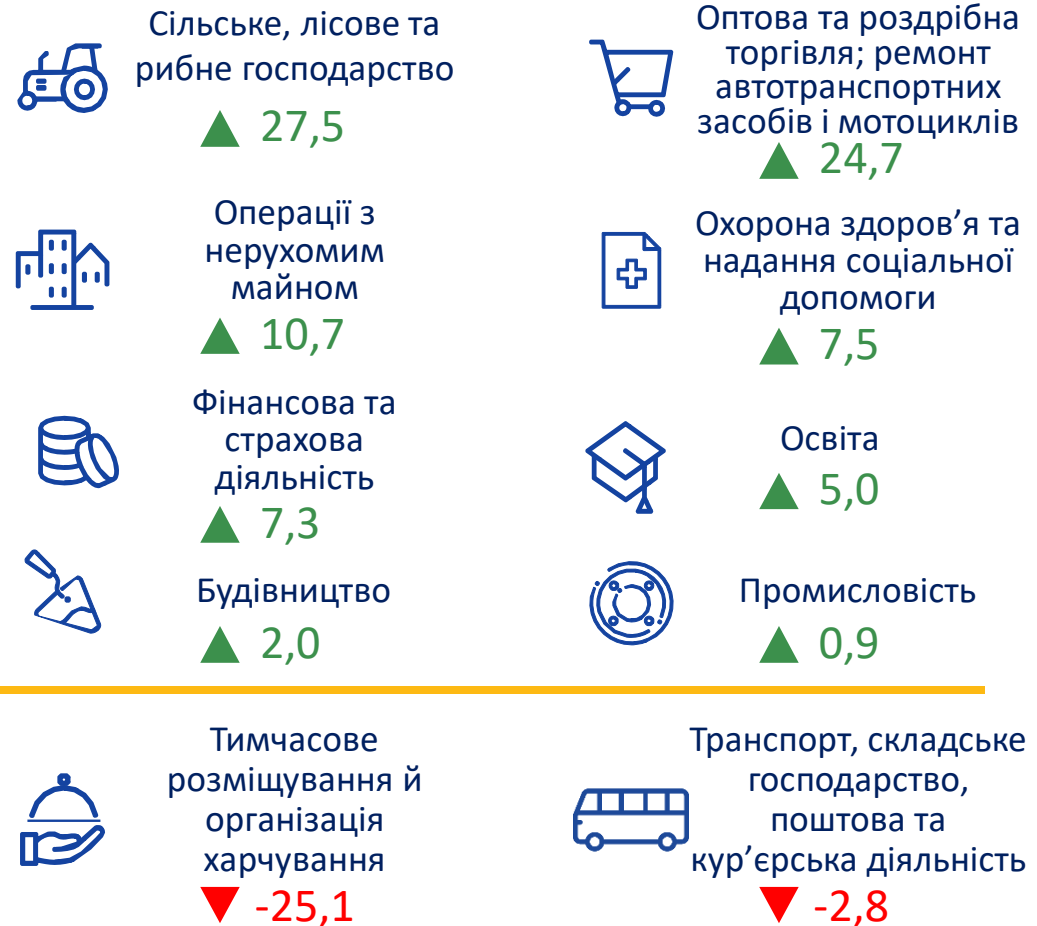 Сільське, лісове та
рибне господарство
▲ 27,5
Оптова та роздрібна
торгівля; ремонт
автотранспортних
засобів і мотоциклів
▲ 24,7
Операції з
нерухомим
майном
▲ 10,7
Охорона здоров’я та
надання соціальної
допомоги
▲ 7,5
Фінансова та
страхова
діяльність
▲ 7,3
Освіта
▲ 5,0
Будівництво
▲ 2,0
Промисловість
▲ 0,9
Тимчасове
розміщування й
організація
харчування
▼ -25,1
Транспорт, складське
господарство,
поштова та
кур’єрська діяльність
▼ -2,8